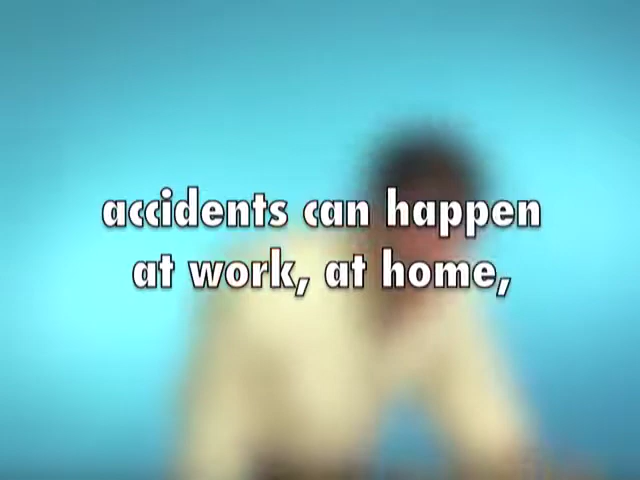 accidents can happen
at work, at home,